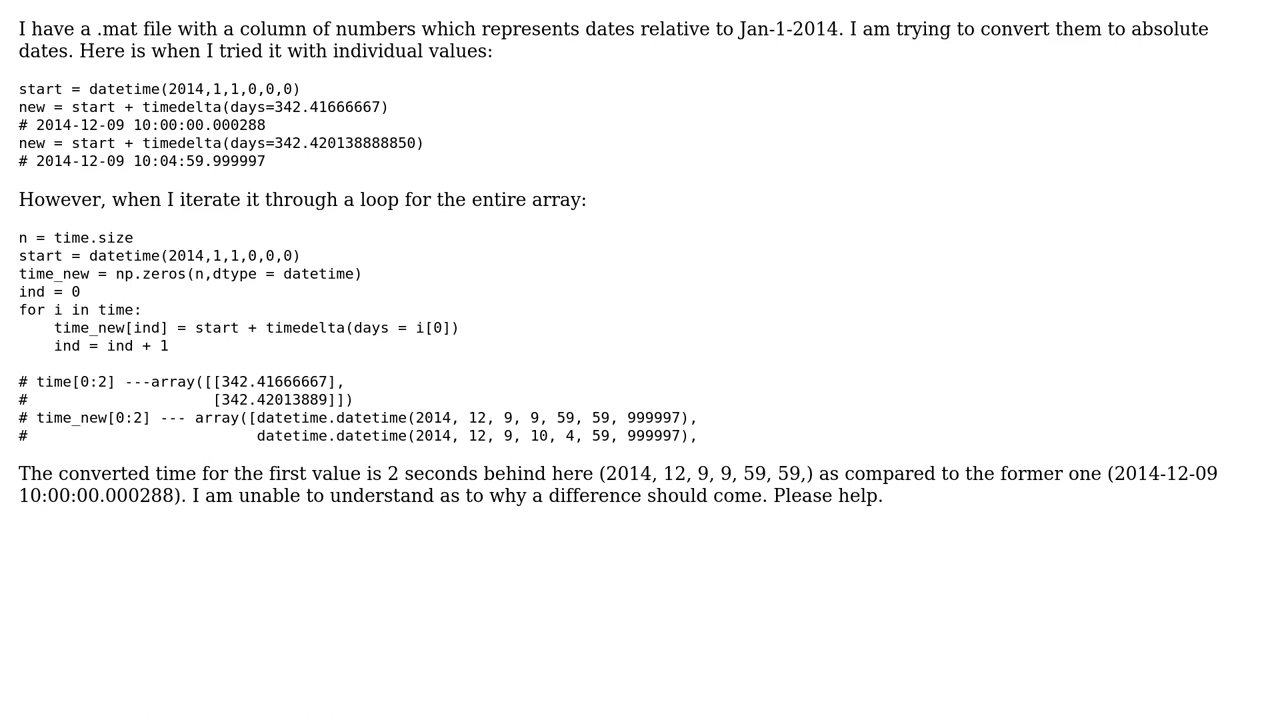 I have a .mat file with a column of numbers which represents dates relative to Jan-1-2014. I am trying to convert them to absolute
dates. Here is when I tried it with individual values:
start = datetime(2014,1,1,0,0,0)
new = start + timedelta(days=342.41666667)
# 2014-12-09 10:00:00.000288
new = start + timedelta(days=342.420138888850)
# 2014-12-09 10:04:59.999997
However, when I iterate it through a loop for the entire array:
n = time.size
start = datetime(2014,1,1,0,0,0)
time_new = np.zeros(n,dtype = datetime)
ind = 0
for i in time:
    time_new[ind] = start + timedelta(days = i[0])
    ind = ind + 1
# time[0:2] ---array([[342.41666667],
#                     [342.42013889]])
# time_new[0:2] --- array([datetime.datetime(2014, 12, 9, 9, 59, 59, 999997),
#                          datetime.datetime(2014, 12, 9, 10, 4, 59, 999997),
The converted time for the first value is 2 seconds behind here (2014, 12, 9, 9, 59, 59,) as compared to the former one (2014-12-09
10:00:00.000288). I am unable to understand as to why a difference should come. Please help.